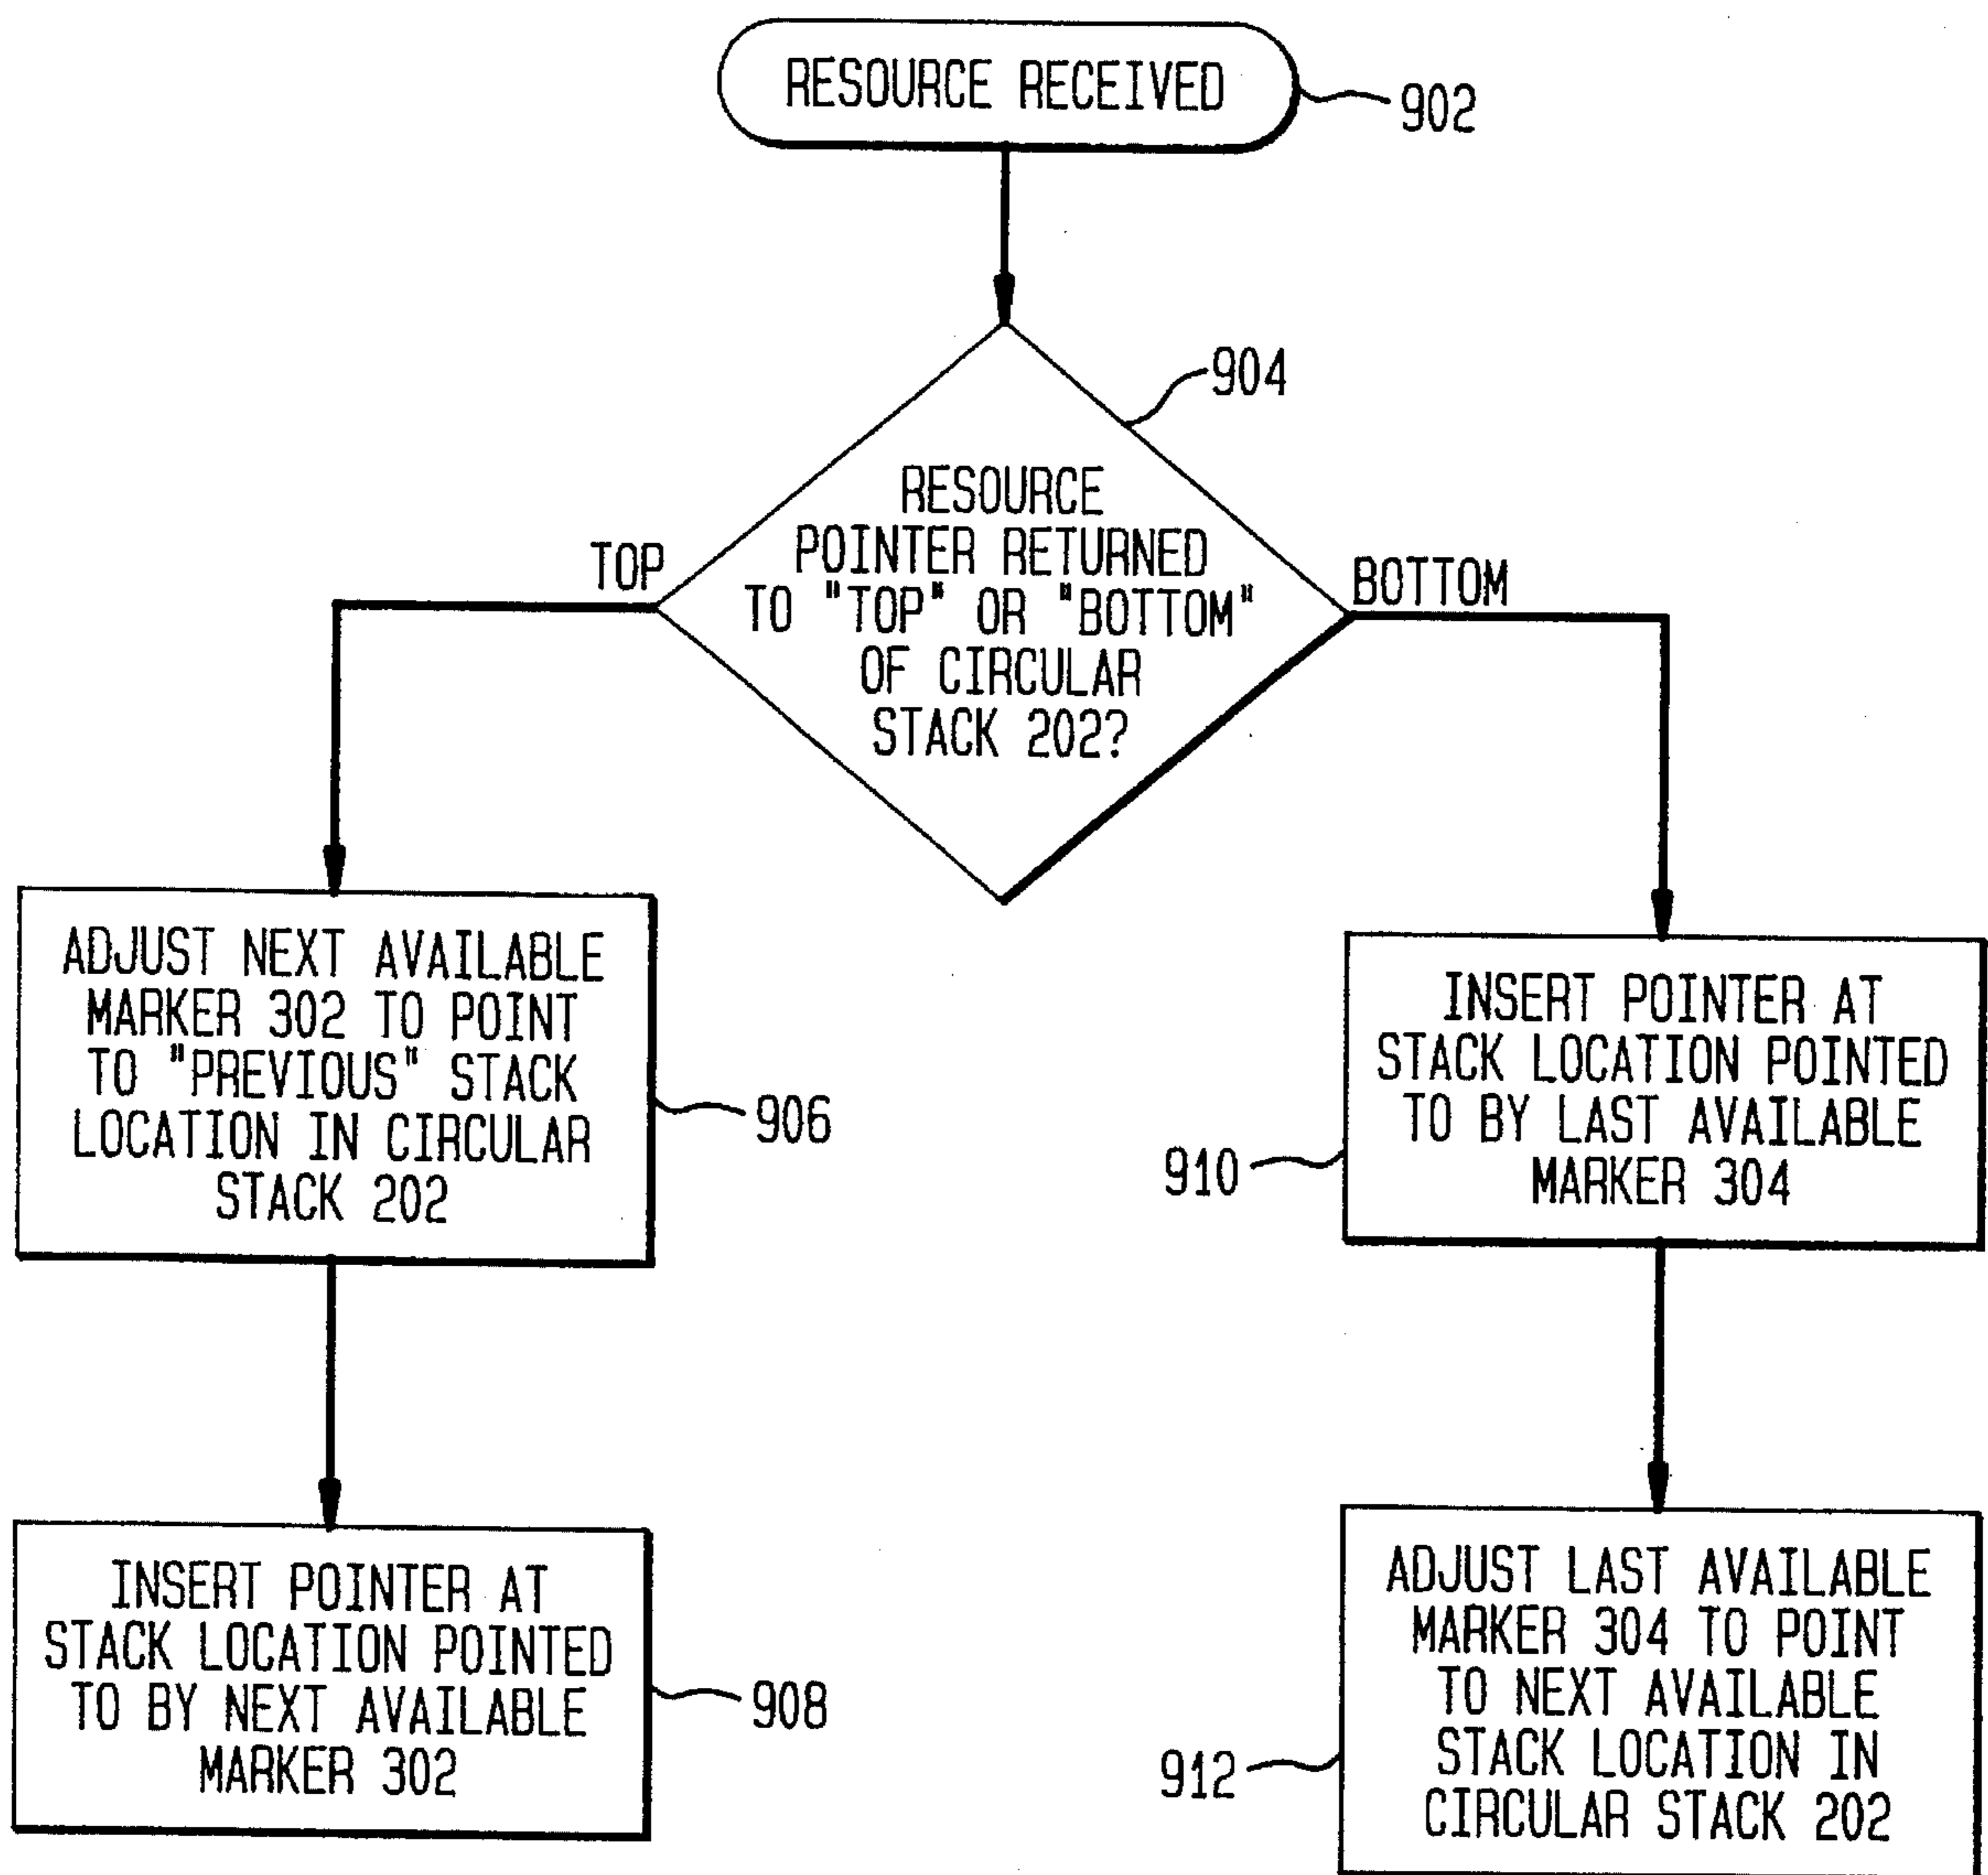 RESOURCE RECEIVED
902
904
RESOURCE
POINTER RETURNED
TO "TOP" OR "BOTTOM"
OF CIRCULAR
STACK 202?
TOP
BOTTOM
ADJUST NEXT AVAILABLE
MARKER 302 TO POINT
TO "PREVIOUS" STACK
LOCATION IN CIRCULAR
STACK 202
906
INSERT POINTER AT
STACK LOCATION POINTED
TO BY LAST AVAILABLE
MARKER 304
910
INSERT POINTER AT
STACK LOCATION POINTED
TO BY NEXT AVAILABLE
MARKER 302
908
ADJUST LAST AVAILABLE
MARKER 304 TO POINT
TO NEXT AVAILABLE
STACK LOCATION IN
CIRCULAR STACK 202
912